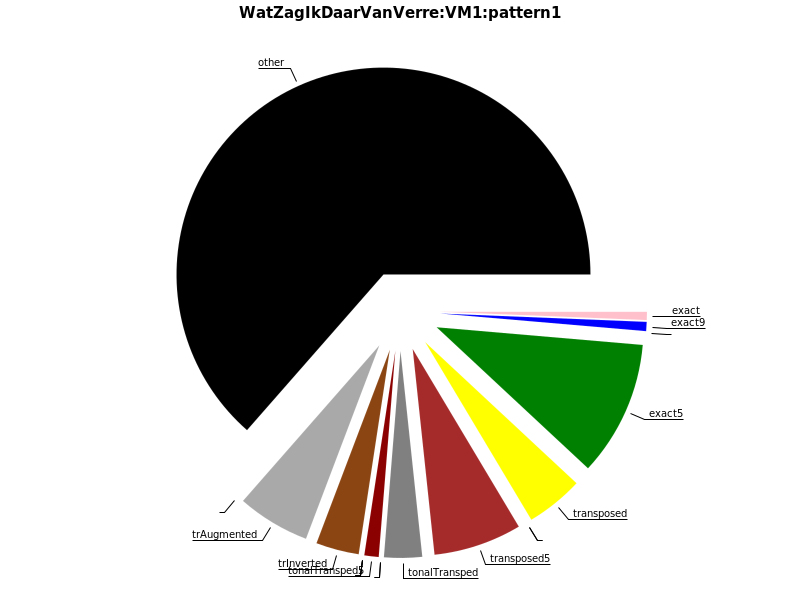 WatZagIkDaarVanVerre:VM1:pattern1
other
exact
exact9
exact5
transposed
transposed5
tonalTransped
tonalTransped5
trInverted
trAugmented